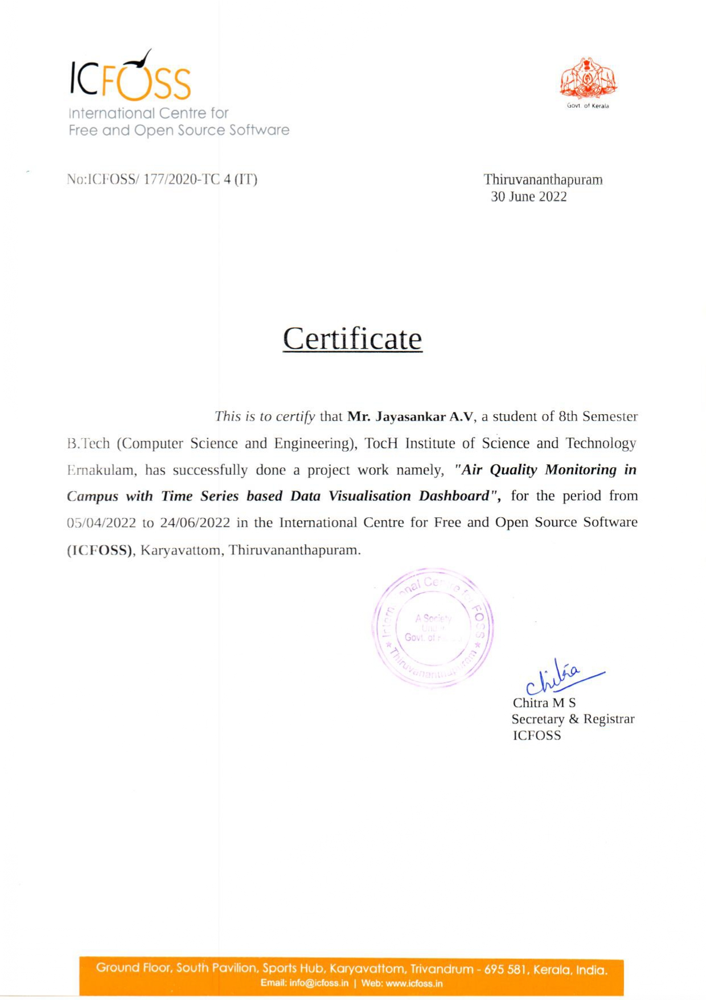 ICFOSS
International Centre for
Free and Open Source Software
Govt. of Kerala
No:ICFOSS/ 177/2020-TC 4 (IT)
Thiruvananthapuram
30 June 2022
Certificate
This is to certify that Mr. Jayasankar A.V, a student of 8th Semester
B.Tech (Computer Science and Engineering), TocH Institute of Science and Technology
Ernakulam, has successfully done a project work namely, "Air Quality Monitoring in
Campus with Time Series based Data Visualisation Dashboard", for the period from
05/04/2022 to 24/06/2022 in the International Centre for Free and Open Source Software
(ICFOSS), Karyavattom, Thiruvananthapuram.
International Centre for FOSS
A Society
Under
Govt. of
* Thiruvananthapuram *
Chitra
Chitra M S
Secretary & Registrar
ICFOSS
Ground Floor, South Pavilion, Sports Hub, Karyavattom, Trivandrum - 695 581, Kerala, India.
Email: info@icfoss.in | Web: www.icfoss.in